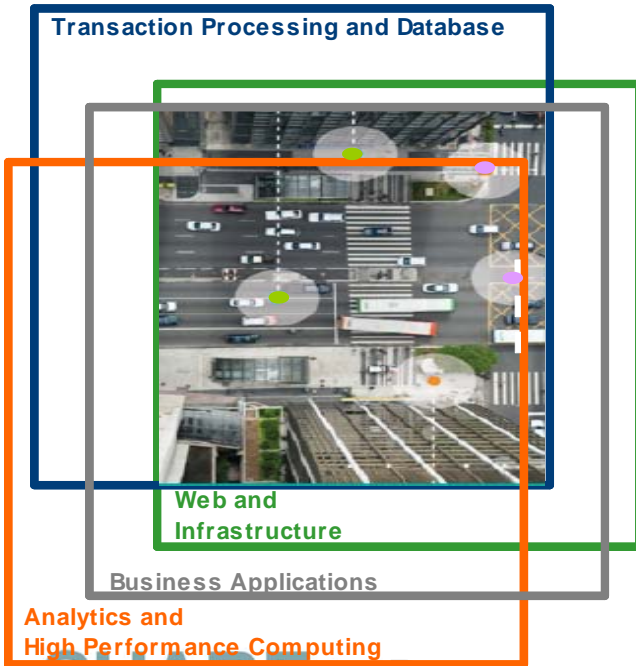 Transaction Processing and Database
Web and
Infrastructure
Business Applications
Analytics and
High Performance Computing